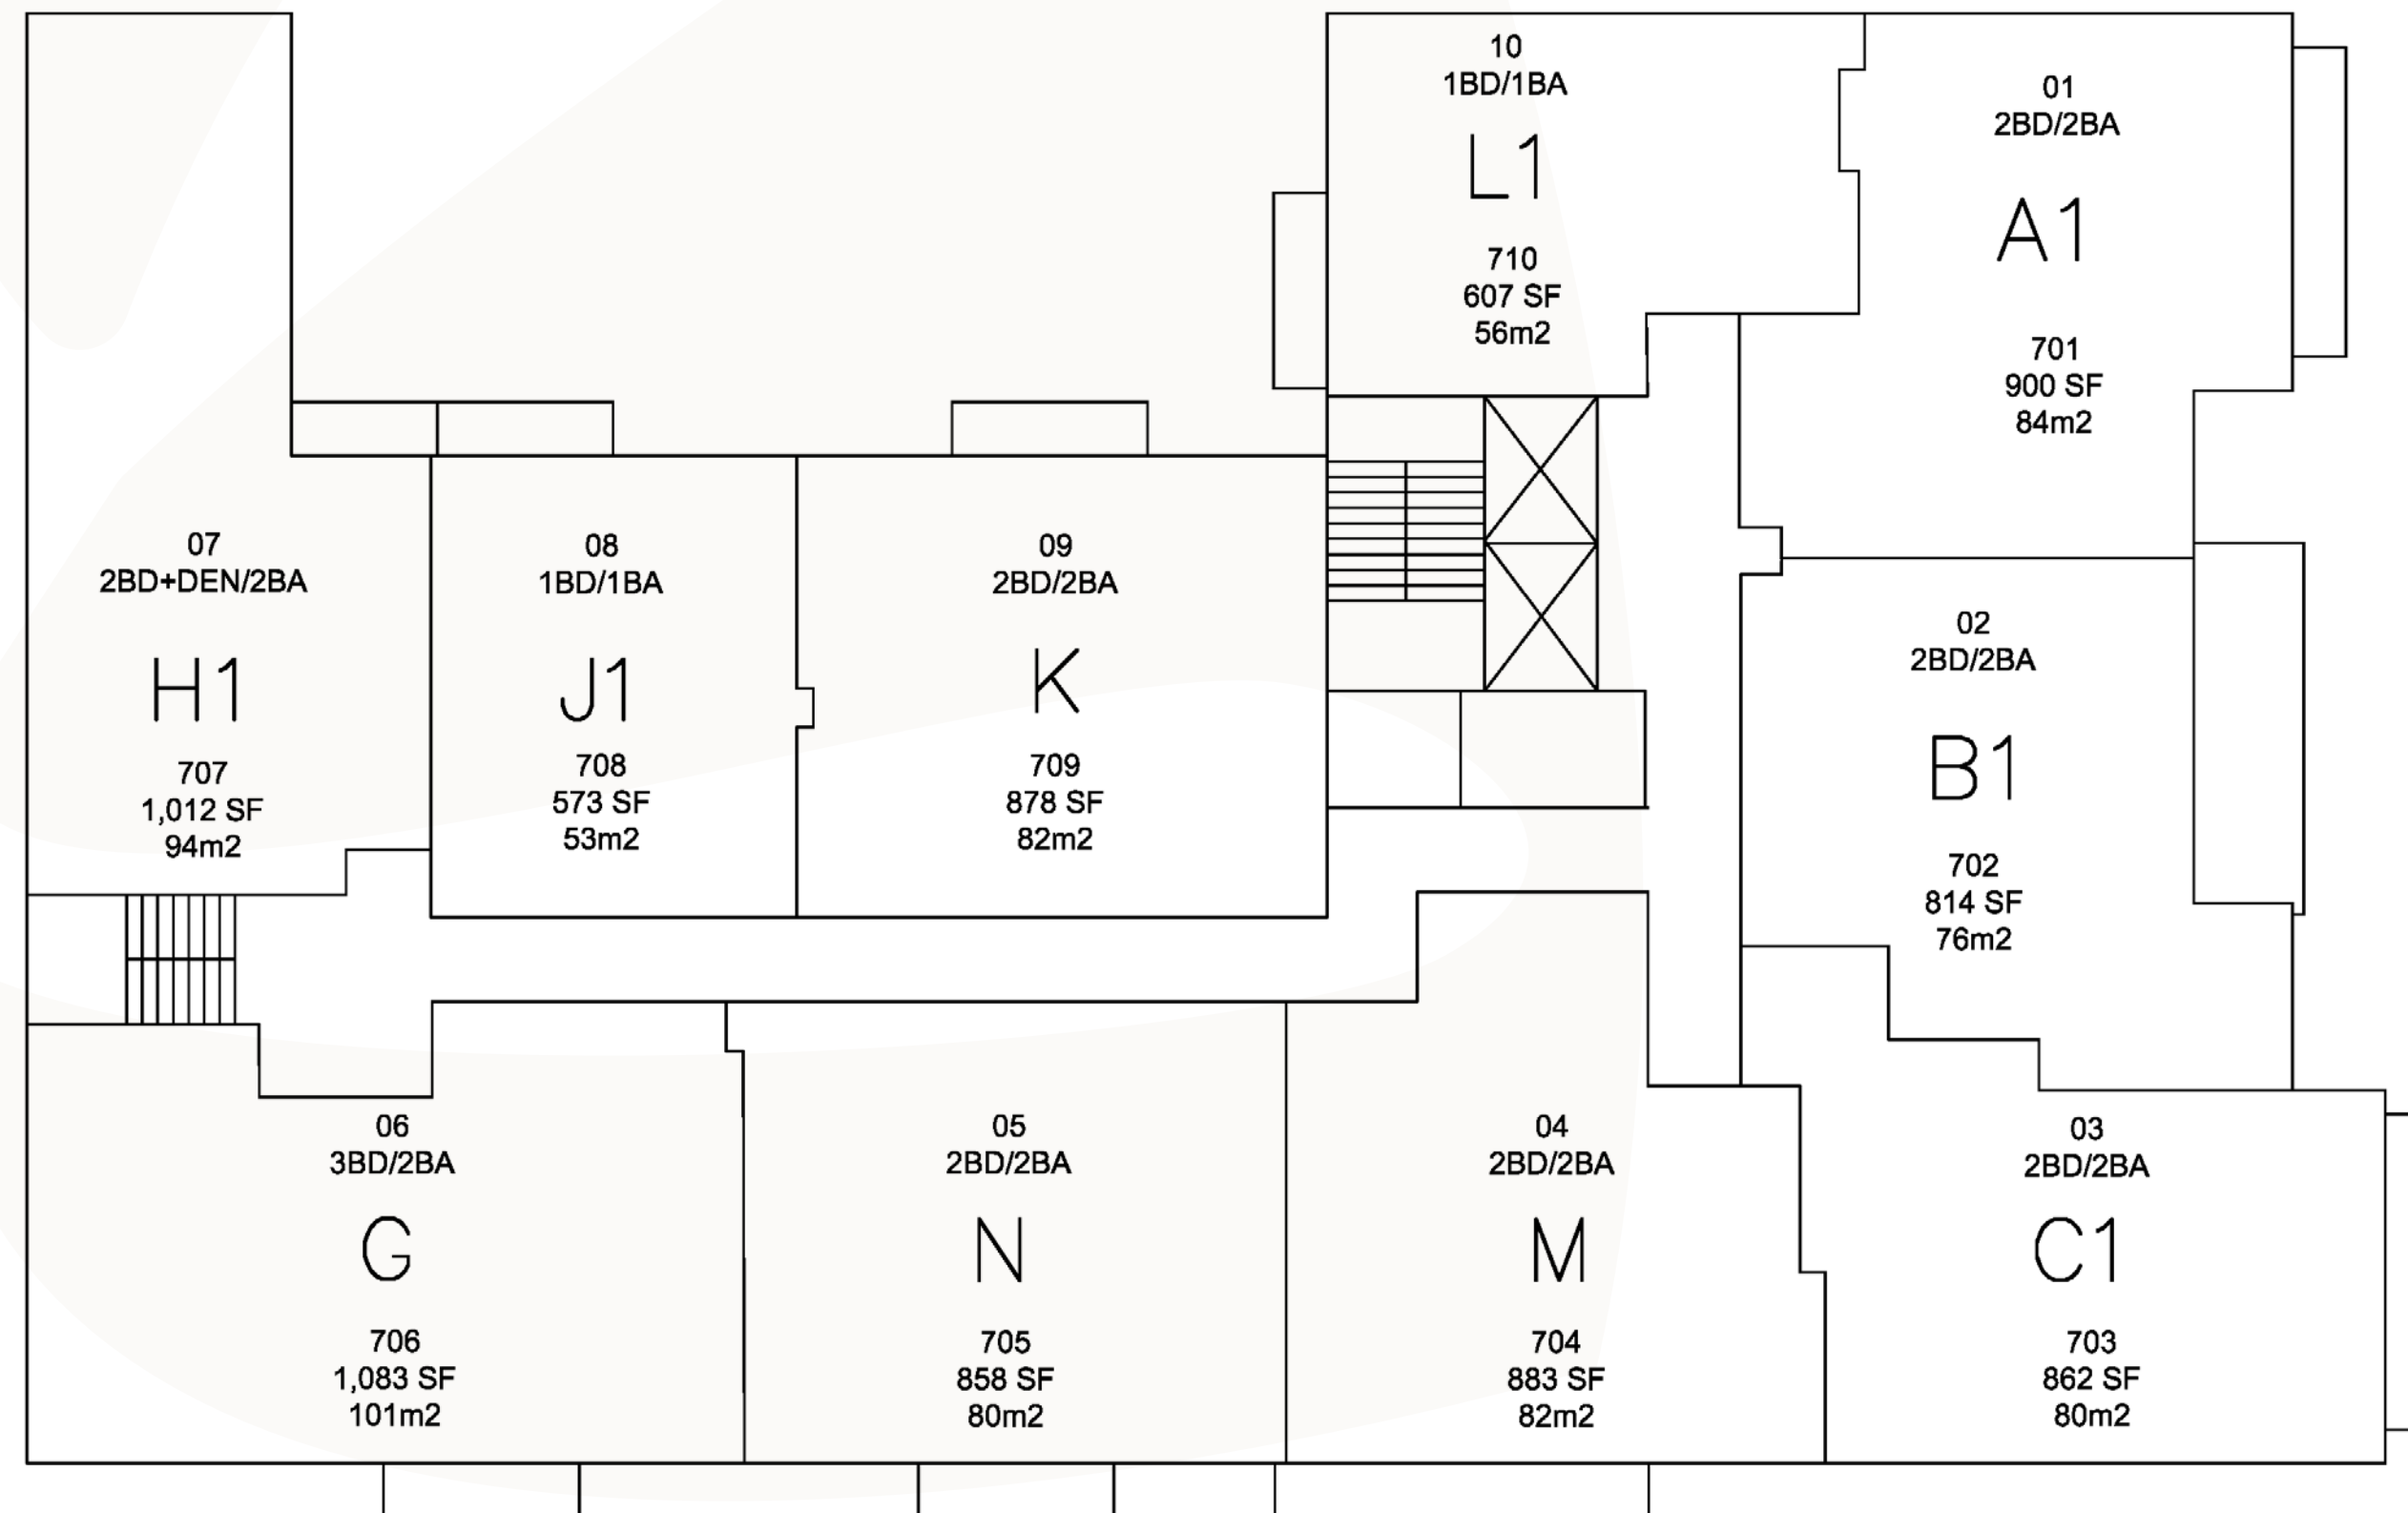 10
1BD/1BA
L1
710
607 SF
56m2
01
2BD/2BA
A1
701
900 SF
84m2
07
2BD+DEN/2BA
H1
707
1,012 SF
94m2
08
1BD/1BA
J1
708
573 SF
53m2
09
2BD/2BA
K
709
878 SF
82m2
02
2BD/2BA
B1
702
814 SF
76m2
06
3BD/2BA
G
706
1,083 SF
101m2
05
2BD/2BA
N
705
858 SF
80m2
04
2BD/2BA
M
704
883 SF
82m2
03
2BD/2BA
C1
703
862 SF
80m2